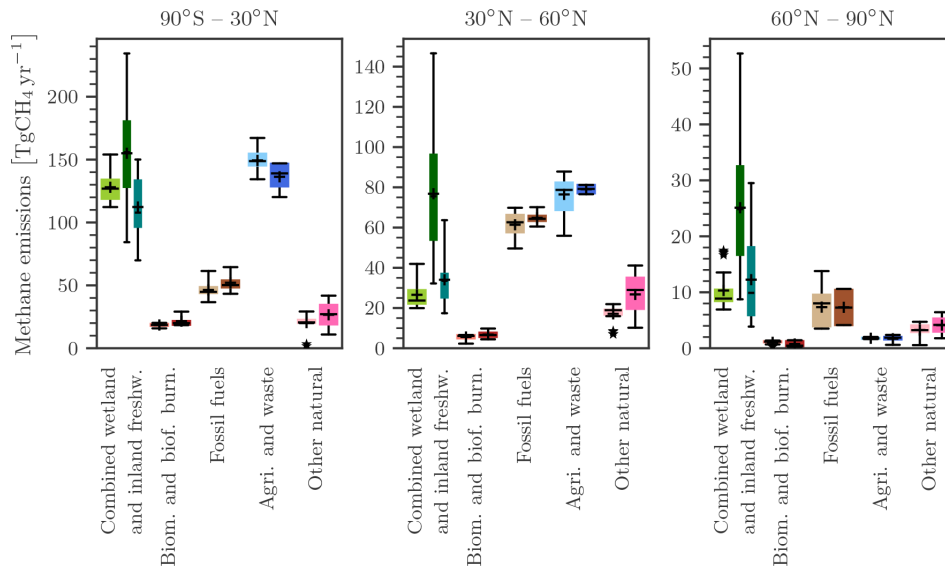 90°S – 30°N
30°N – 60°N
60°N – 90°N
Methane emissions [TgCH₄ yr⁻¹]
200
150
100
50
0
140
120
100
80
60
40
20
0
50
40
30
20
10
0
Combined wetland
and inland freshw.
Biom. and biof. burn.
Fossil fuels
Agri. and waste
Other natural
Combined wetland
and inland freshw.
Biom. and biof. burn.
Fossil fuels
Agri. and waste
Other natural
Combined wetland
and inland freshw.
Biom. and biof. burn.
Fossil fuels
Agri. and waste
Other natural